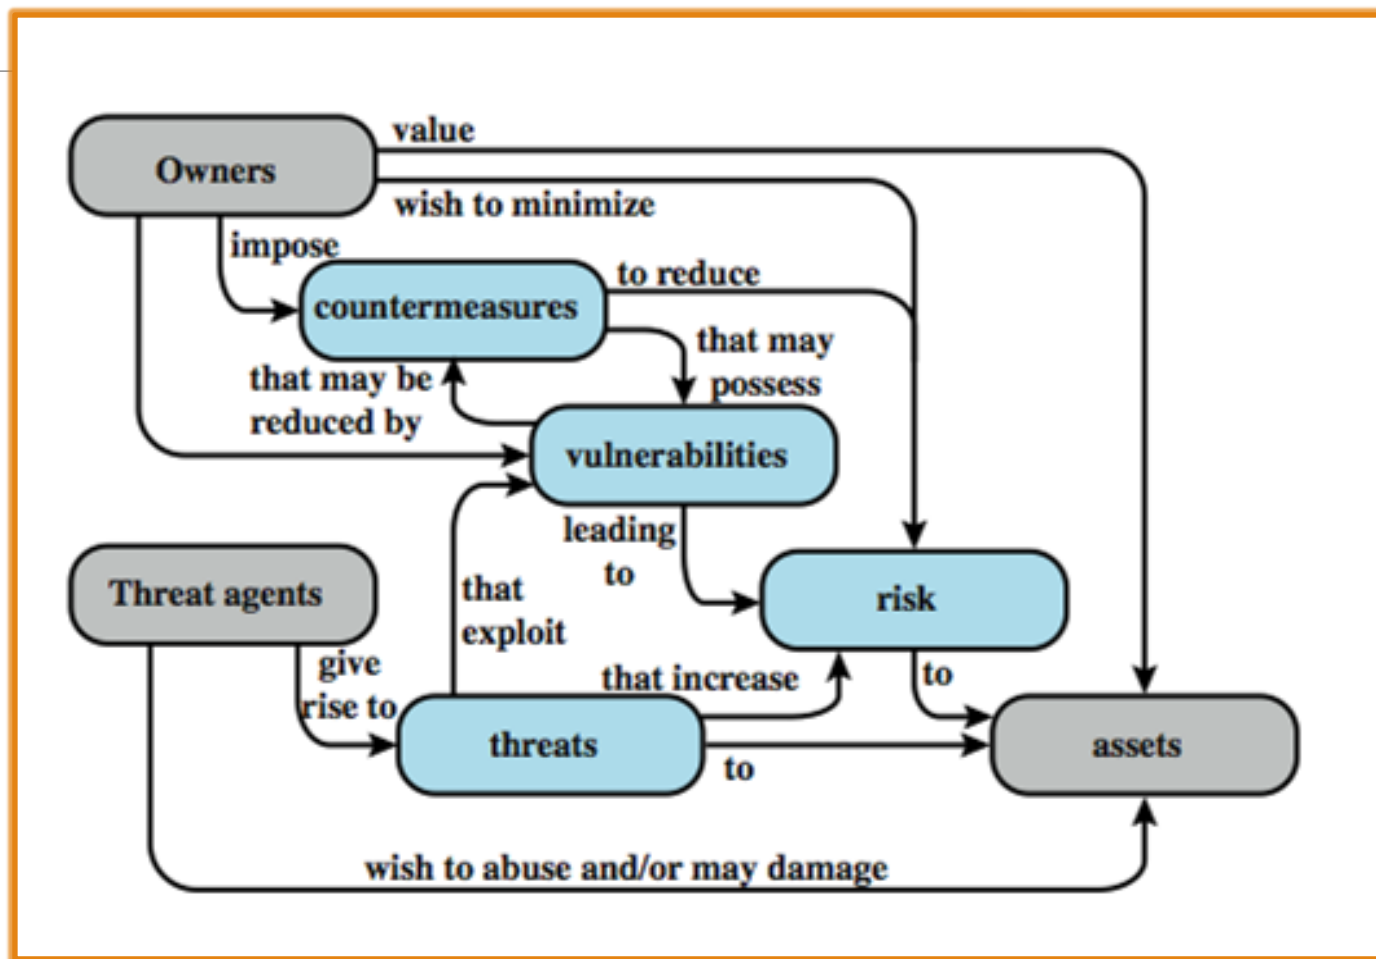 value
Owners
wish to minimize
impose
to reduce
countermeasures
that may
possess
that may be
reduced by
vulnerabilities
leading
to
Threat agents
that
exploit
risk
give
rise to
that increase
to
threats
to
assets
wish to abuse and/or may damage